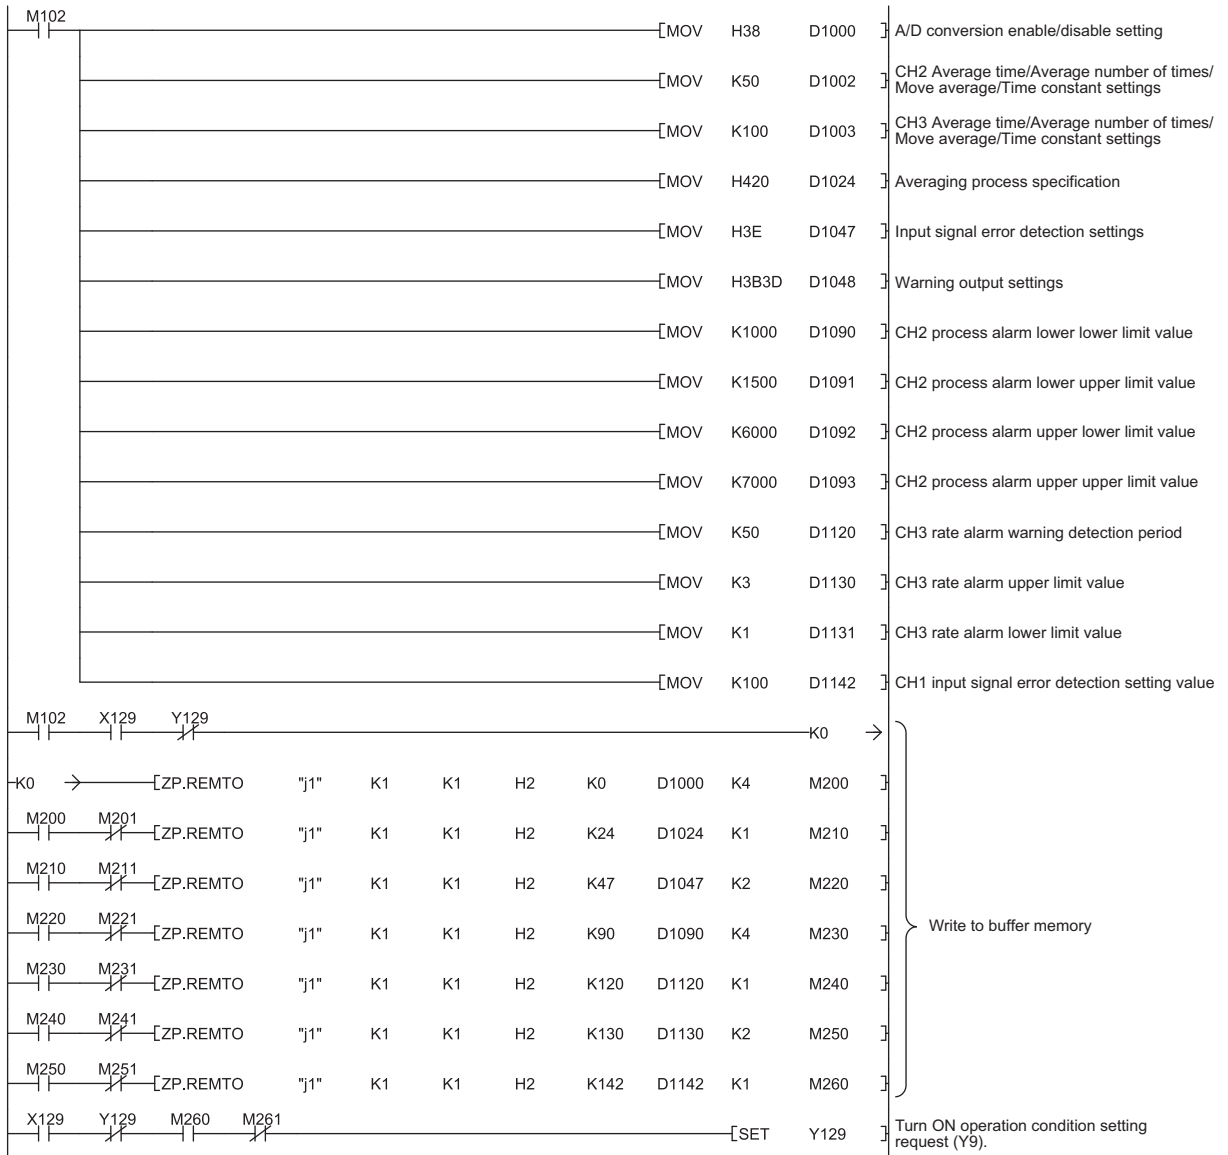 M102
MOV H38 D1000 A/D conversion enable/disable setting
MOV K50 D1002 CH2 Average time/Average number of times/
Move average/Time constant settings
MOV K100 D1003 CH3 Average time/Average number of times/
Move average/Time constant settings
MOV H420 D1024 Averaging process specification
MOV H3E D1047 Input signal error detection settings
MOV H3B3D D1048 Warning output settings
MOV K1000 D1090 CH2 process alarm lower lower limit value
MOV K1500 D1091 CH2 process alarm lower upper limit value
MOV K6000 D1092 CH2 process alarm upper lower limit value
MOV K7000 D1093 CH2 process alarm upper upper limit value
MOV K50 D1120 CH3 rate alarm warning detection period
MOV K3 D1130 CH3 rate alarm upper limit value
MOV K1 D1131 CH3 rate alarm lower limit value
MOV K100 D1142 CH1 input signal error detection setting value
M102 X129 Y129
K0
K0 ZP.REMTO "j1" K1 K1 H2 K0 D1000 K4 M200
M200 M201
ZP.REMTO "j1" K1 K1 H2 K24 D1024 K1 M210
M210 M211
ZP.REMTO "j1" K1 K1 H2 K47 D1047 K2 M220
M220 M221
ZP.REMTO "j1" K1 K1 H2 K90 D1090 K4 M230
Write to buffer memory
M230 M231
ZP.REMTO "j1" K1 K1 H2 K120 D1120 K1 M240
M240 M241
ZP.REMTO "j1" K1 K1 H2 K130 D1130 K2 M250
M250 M251
ZP.REMTO "j1" K1 K1 H2 K142 D1142 K1 M260
X129 Y129 M260 M261
SET Y129 Turn ON operation condition setting
request (Y9).